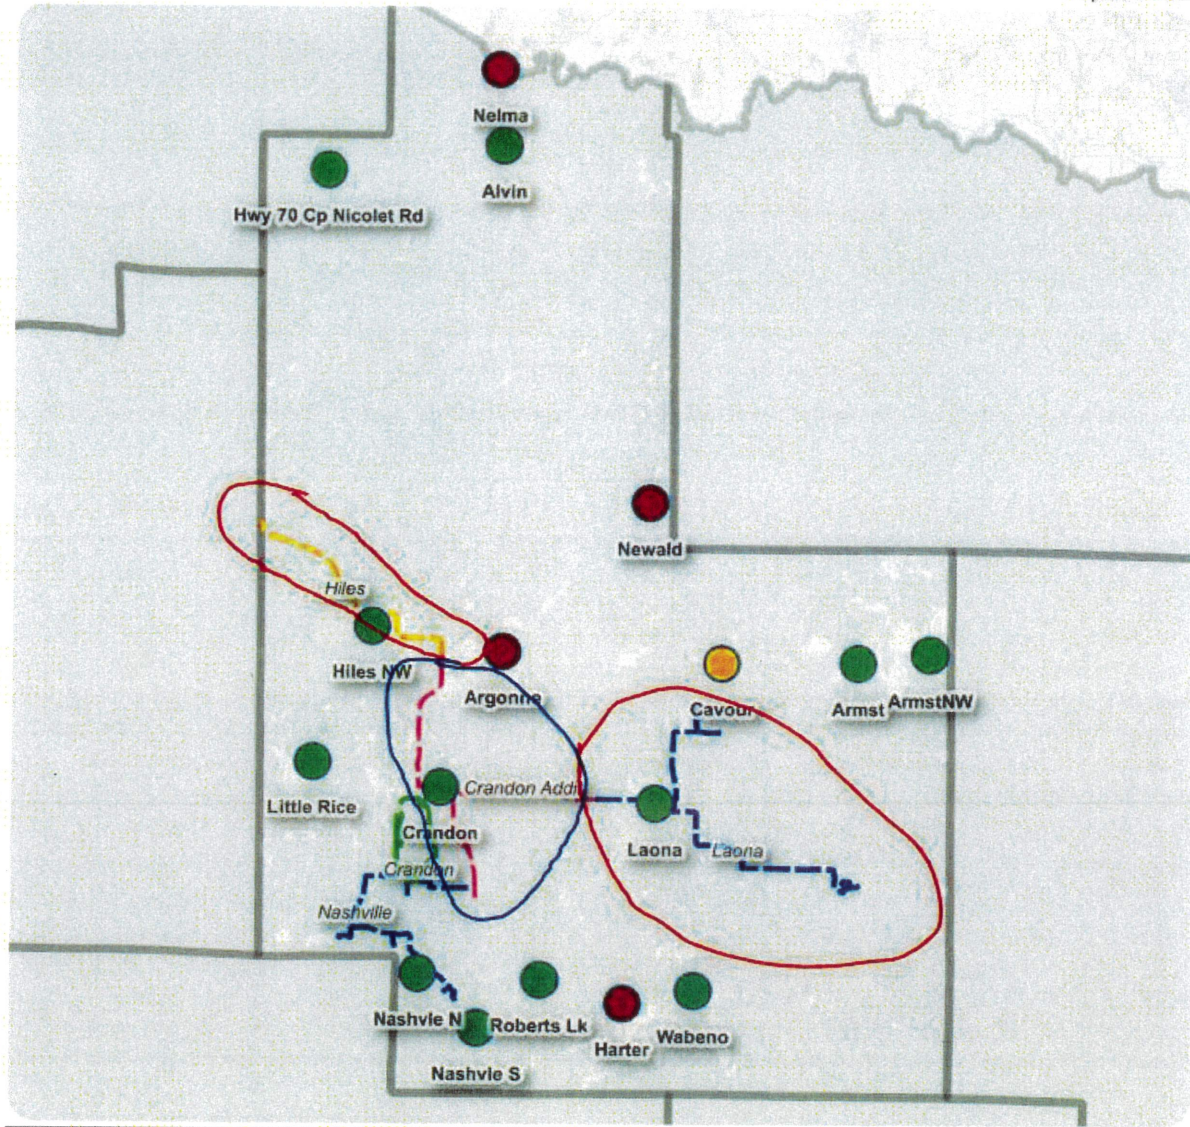 Nelma
Alvin
Hwy 70 Cp Nicolet Rd
Newald
Hiles
Hiles NW
Argonne
Cavour
Armst
ArmstNW
Crandon Addi
Little Rice
Crandon
Laona
Laona
Crandon
Nashville
Nashvle N
Roberts Lk
Harter
Wabeno
Nashvle S